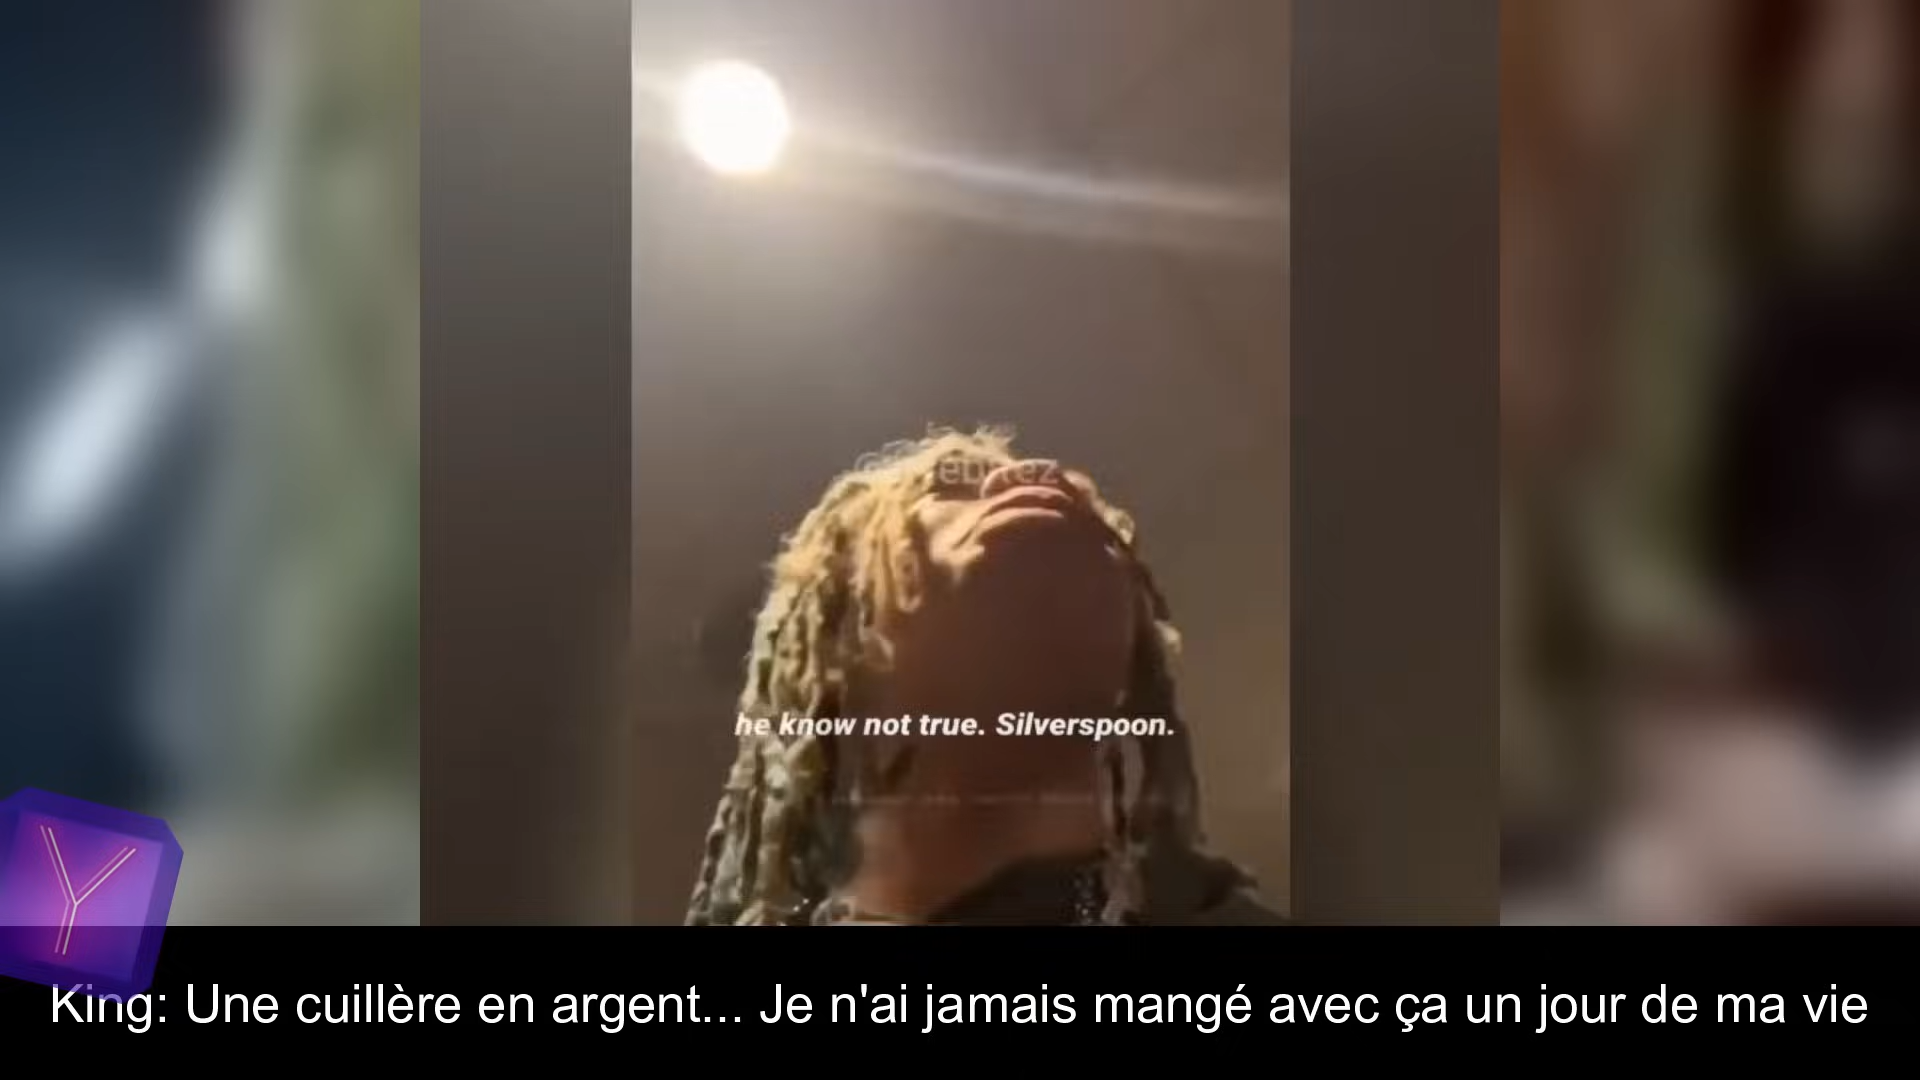 he know not true. Silverspoon.
Y
King: Une cuillère en argent... Je n'ai jamais mangé avec ça un jour de ma vie